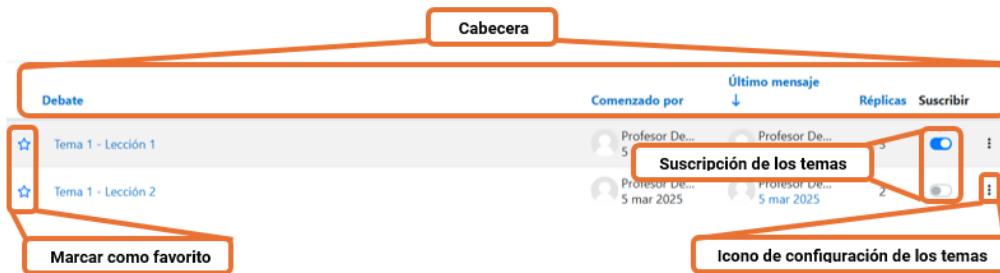 Cabecera
Último mensaje
Debate Comenzado por ↓ Réplicas Suscribir
Tema 1 - Lección 1 Profesor De... Profesor De...
5
Suscripción de los temas
Tema 1 - Lección 2 Profesor De... Profesor De... 2
5 mar 2025 5 mar 2025
Marcar como favorito Icono de configuración de los temas